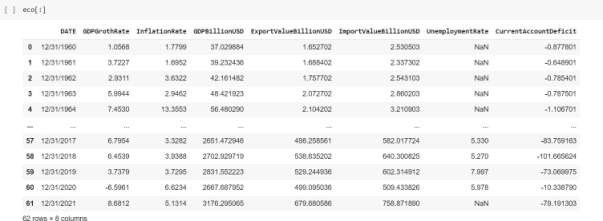 [ ] eco[:]
DATE GDPGrothRate InflationRate GDPBillionUSD ExportValueBillionUSD ImportValueBillionUSD UnemploymentRate CurrentAccountDeficit
0 12/31/1960 1.0568 1.7799 37.029884 1.652702 2.530503 NaN -0.877801
1 12/31/1961 3.7227 1.6952 39.232436 1.688402 2.337302 NaN -0.648901
2 12/31/1962 2.9311 3.6322 42.161482 1.757702 2.543103 NaN -0.785401
3 12/31/1963 5.9944 2.9462 48.421923 2.072702 2.860203 NaN -0.787501
4 12/31/1964 7.4530 13.3553 56.480290 2.104202 3.210903 NaN -1.106701
... ... ... ... ... ... ... ... ...
57 12/31/2017 6.7954 3.3282 2651.472946 498.258561 582.017724 5.330 -83.759163
58 12/31/2018 6.4539 3.9388 2702.929719 538.635202 640.300825 5.270 -101.665624
59 12/31/2019 3.7379 3.7295 2831.552223 529.244936 602.314912 7.997 -73.069975
60 12/31/2020 -6.5961 6.6234 2667.687952 499.095036 509.433826 5.978 -10.338790
61 12/31/2021 8.6812 5.1314 3176.295065 679.680586 758.871890 NaN -79.191303
62 rows × 8 columns